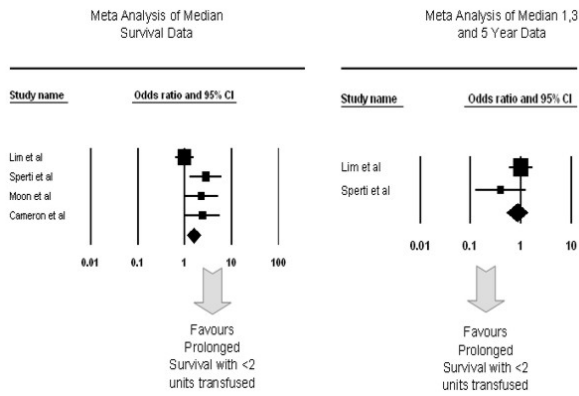 Meta Analysis of Median
Survival Data
Study name
Odds ratio and 95% CI
Lim et al
Sperti et al
Moon et al
Cameron et al
0.01 0.1 1 10 100
Favours
Prolonged
Survival with <2
units transfused
Meta Analysis of Median 1,3
and 5 Year Data
Study name
Odds ratio and 95% CI
Lim et al
Sperti et al
0.01 0.1 1 10
Favours
Prolonged
Survival with <2
units transfused